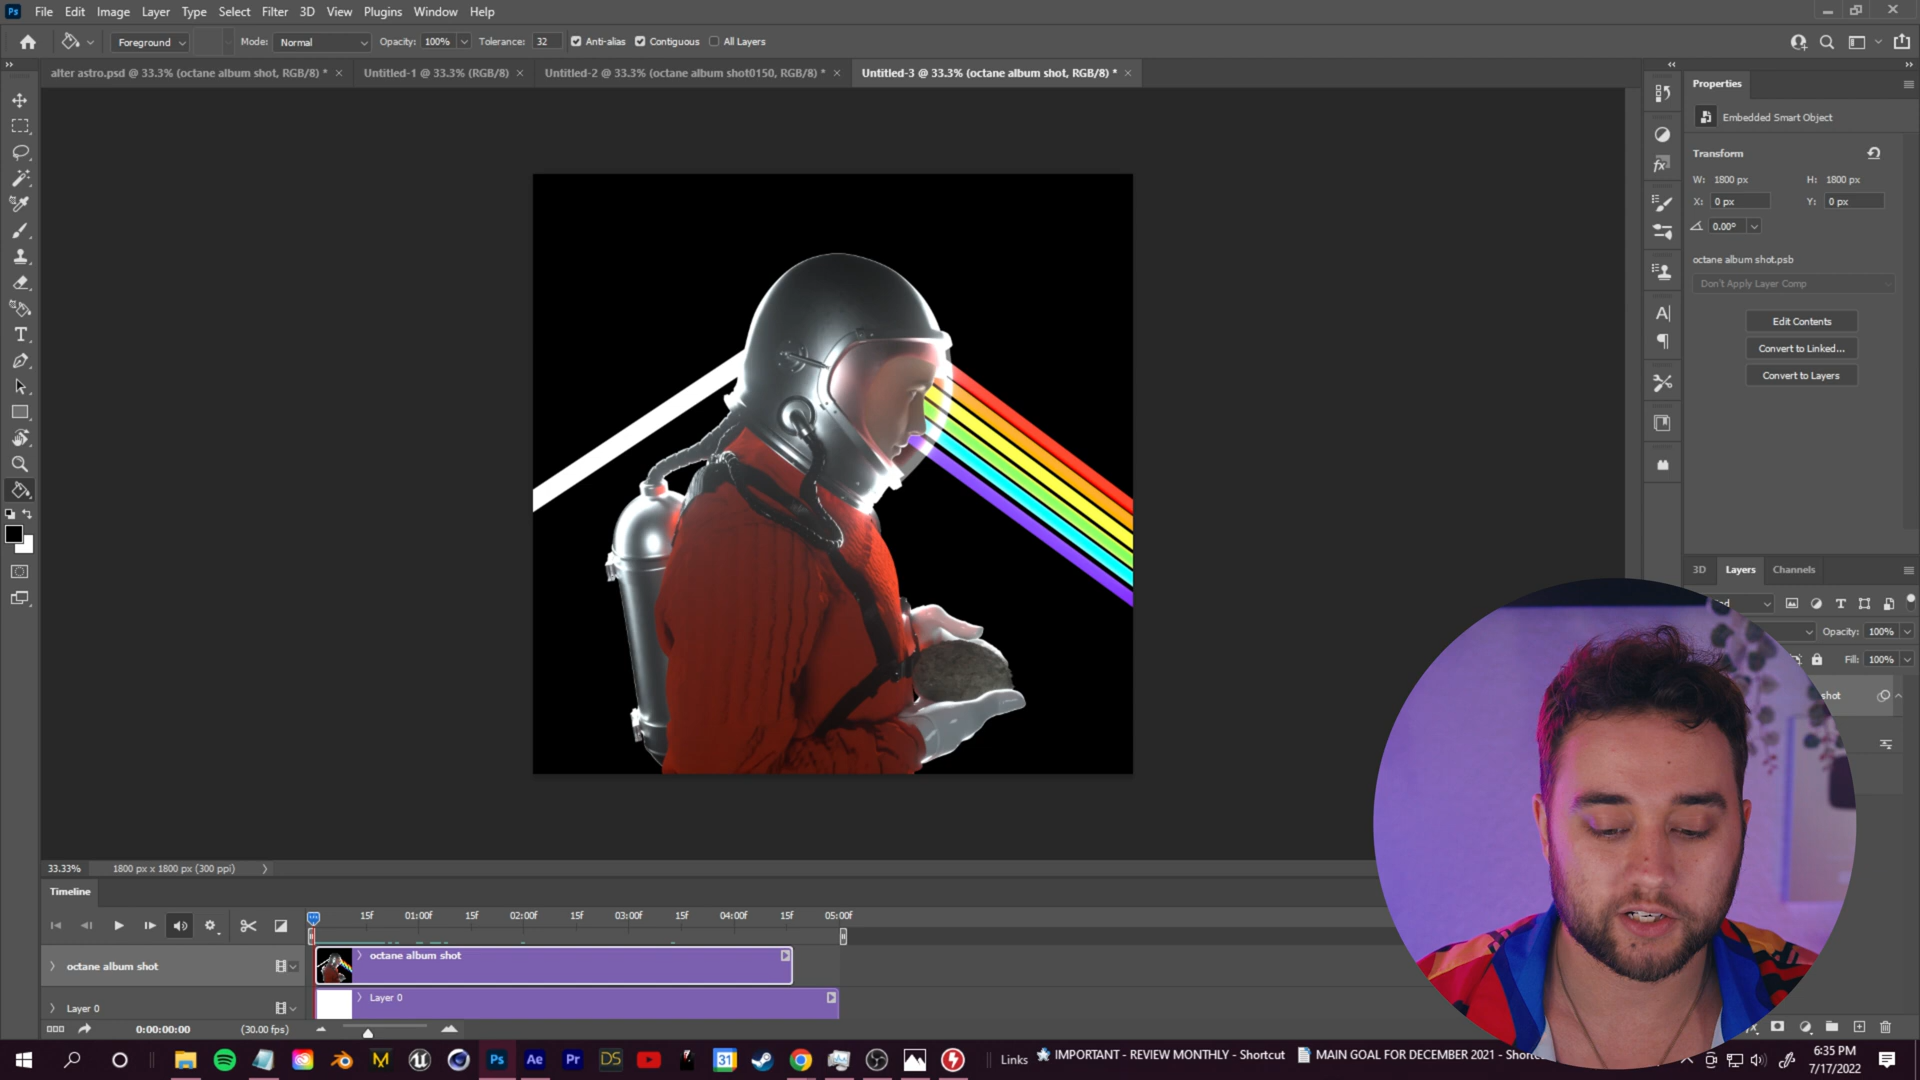 Ps File Edit Image Layer Type Select Filter 3D View Plugins Window Help
Foreground Mode: Normal Opacity: 100% Tolerance: 32 Anti-alias Contiguous All Layers
alter astro.psd @ 33.3% (octane album shot, RGB/8) * × Untitled-1 @ 33.3% (RGB/8) × Untitled-2 @ 33.3% (octane album shot0150, RGB/8) * × Untitled-3 @ 33.3% (octane album shot, RGB/8) * ×
Properties
Embedded Smart Object
Transform
W: 1800 px H: 1800 px
X: 0 px Y: 0 px
0.00°
octane album shot.psb
Don't Apply Layer Comp
Edit Contents
Convert to Linked...
Convert to Layers
3D Layers Channels
Opacity: 100%
Fill: 100%
shot
33.33% 1800 px x 1800 px (300 ppi)
Timeline
15f 01:00f 15f 02:00f 15f 03:00f 15f 04:00f 15f 05:00f
octane album shot
octane album shot
Layer 0
Layer 0
0:00:00:00 (30.00 fps)
Ps Ae Pr DS 31 Links IMPORTANT - REVIEW MONTHLY - Shortcut MAIN GOAL FOR DECEMBER 2021 - Shortc
6:35 PM
7/17/2022